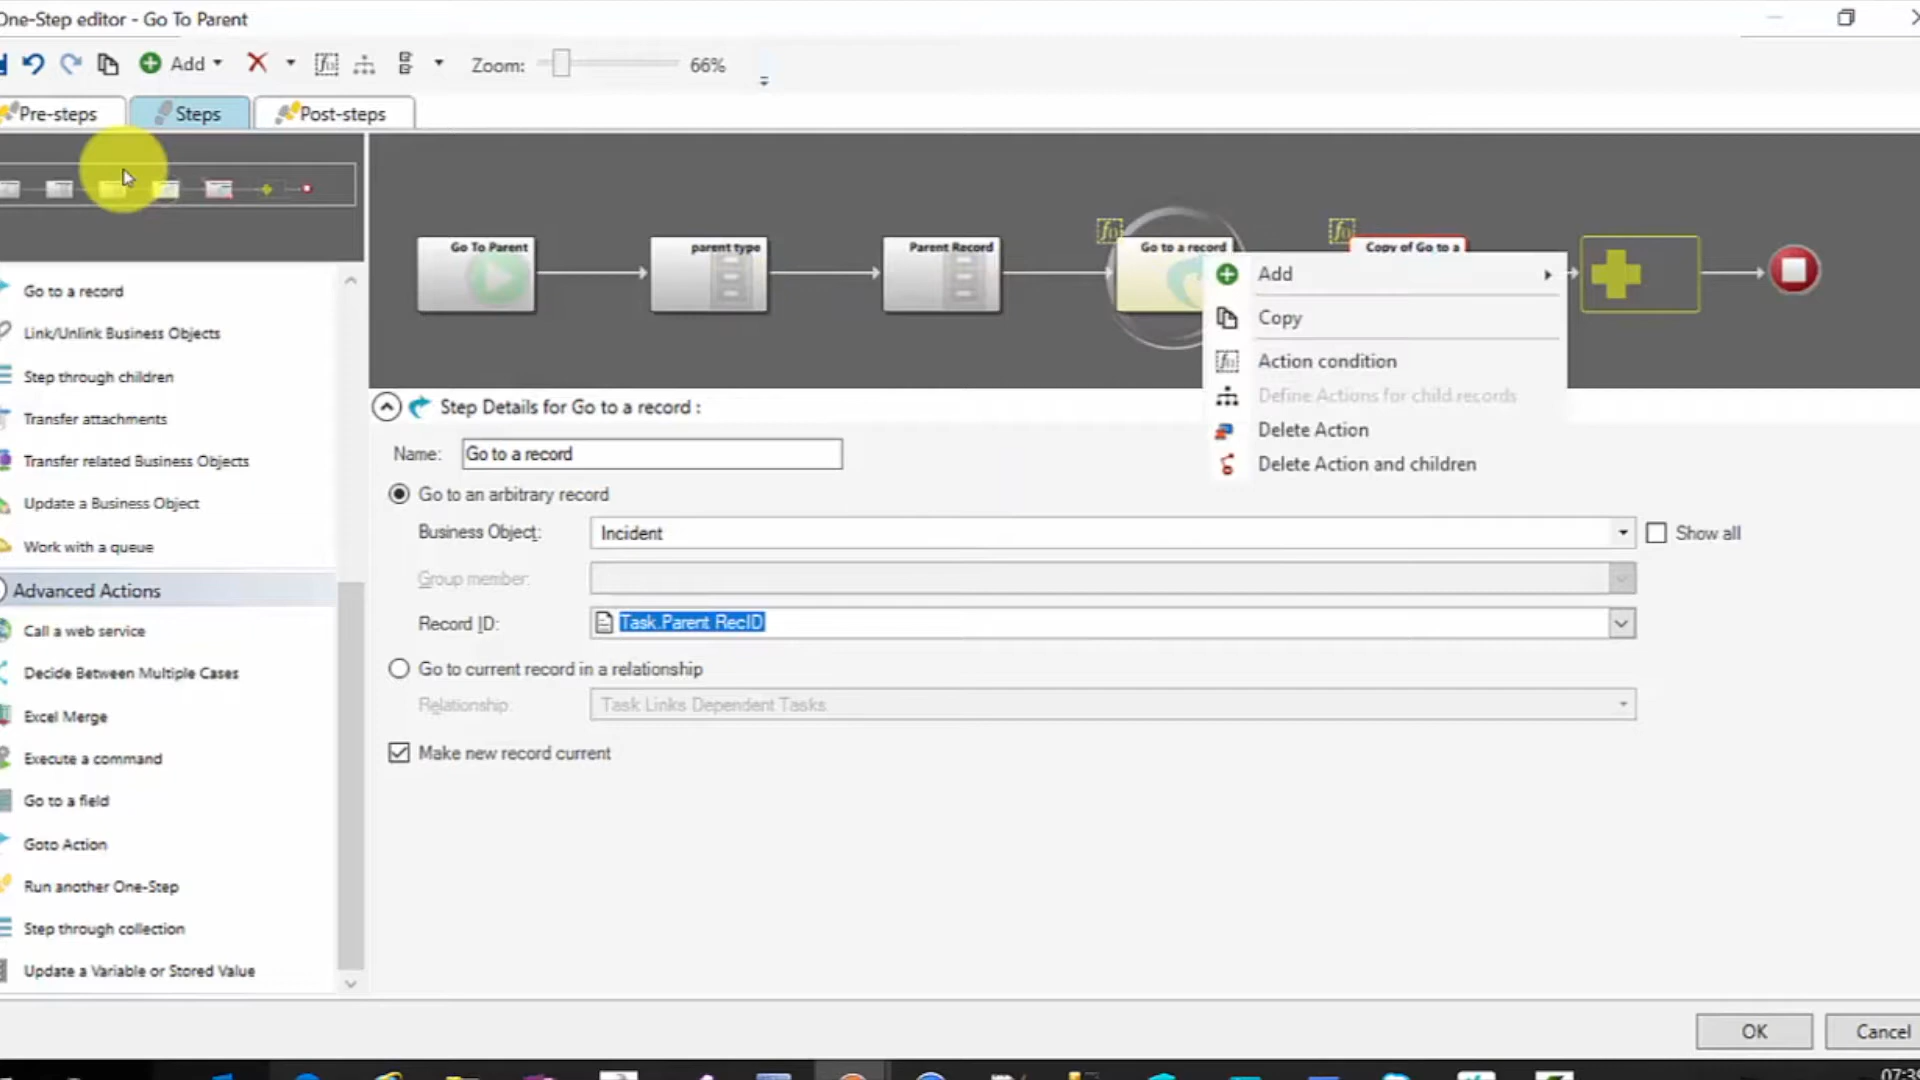 One-Step editor - Go To Parent
Add
Zoom:
66%
Pre-steps
Steps
Post-steps
Go To Parent
parent type
Parent Record
Go to a record
Copy of Go to a
Add
Copy
Action condition
Define Actions for child records
Delete Action
Delete Action and children
Go to a record
Link/Unlink Business Objects
Step through children
Transfer attachments
Transfer related Business Objects
Update a Business Object
Work with a queue
Advanced Actions
Call a web service
Decide Between Multiple Cases
Excel Merge
Execute a command
Go to a field
Goto Action
Run another One-Step
Step through collection
Update a Variable or Stored Value
Step Details for Go to a record :
Name: Go to a record
Go to an arbitrary record
Business Object: Incident
Show all
Group member:
Record ID: Task.Parent RecID
Go to current record in a relationship
Relationship: Task Links Dependent Tasks
Make new record current
OK
Cancel